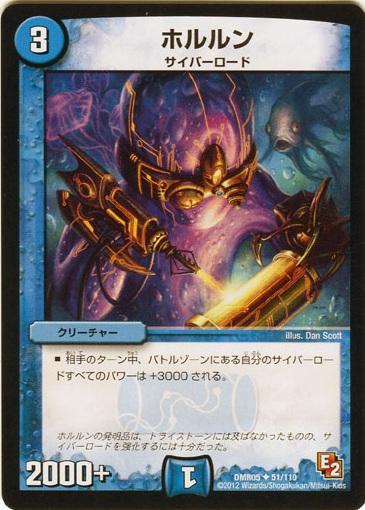 3
ホルルン
サイバーロード
クリーチャー
illus. Dan Scott
■ 相手のターン中、バトルゾーンにある自分のサイバーロー
ドすべてのパワーは +3000 される。
ホルルンの発明品は、トライストーンには及ばなかったものの、サ
イバーロードを強化するには十分だった。
2000+
1
DMR05 ✦ 51/110
©2012 Wizards/Shogakukan/Mitsui-Kids
E2